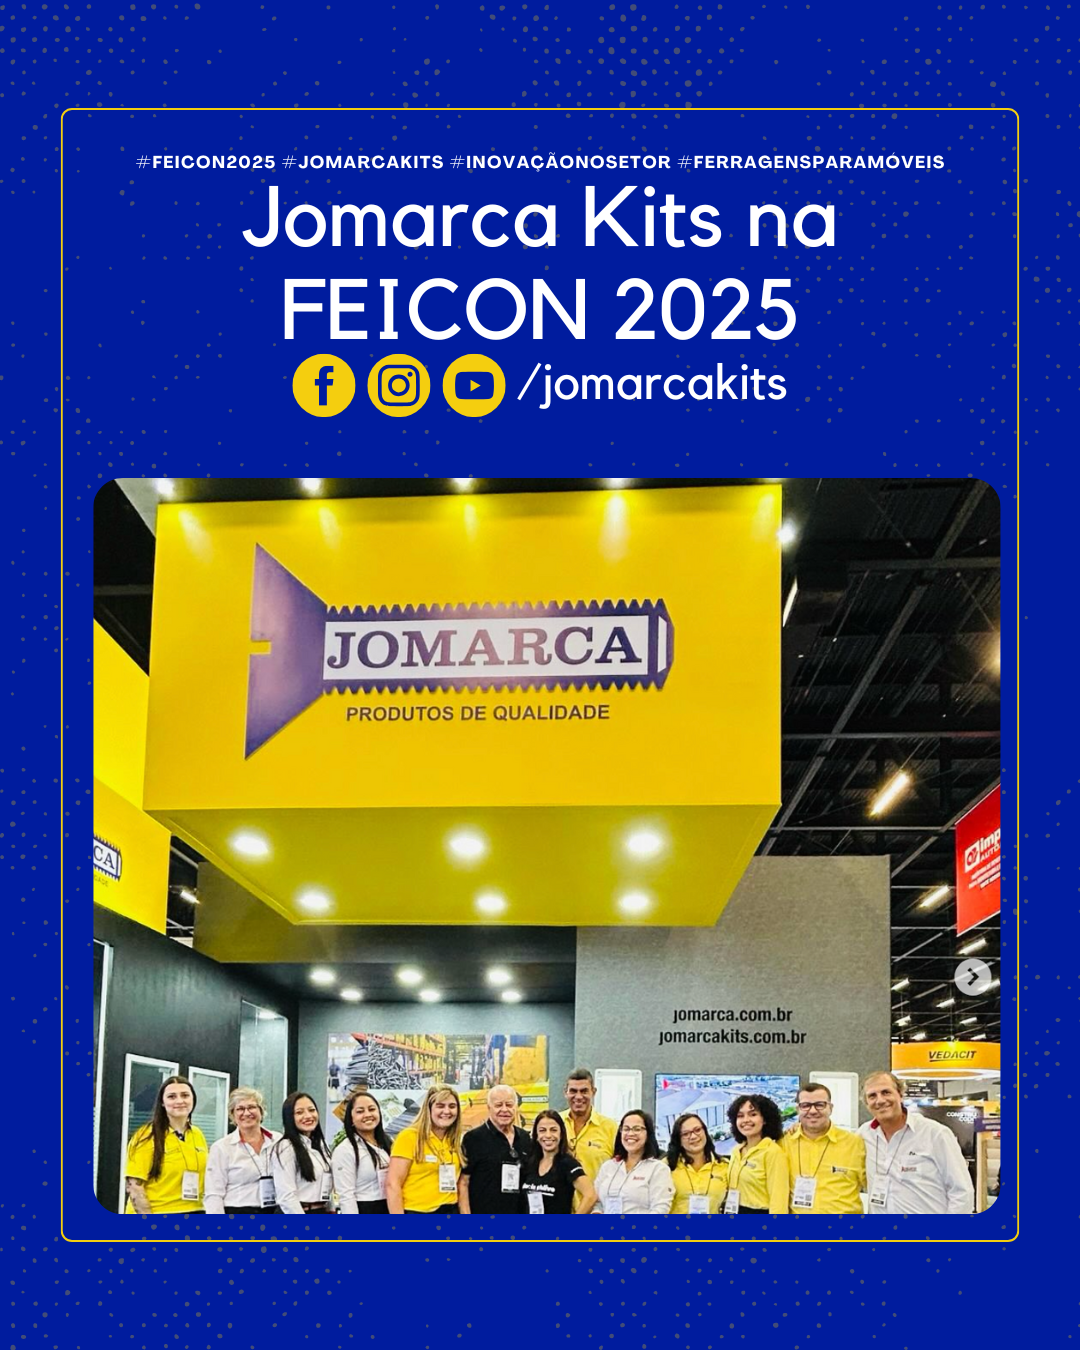 #FEICON2025 #JOMARCAKITS #INOVAÇÃONOSETOR #FERRAGENSPARAMÓVEIS
Jomarca Kits na
FEICON 2025
/jomarcakits
JOMARCA
PRODUTOS DE QUALIDADE
CA
jomarca.com.br
jomarcakits.com.br
VEDACIT